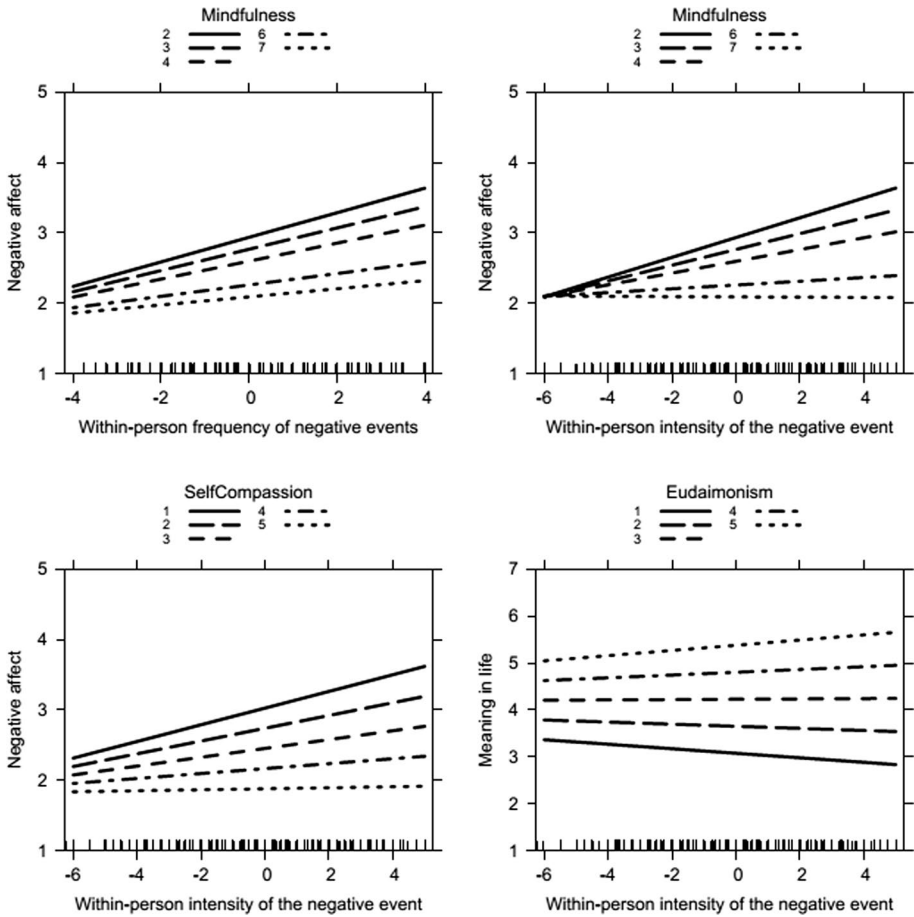 Mindfulness
2 6
3 7
4
Negative affect
5
4
3
2
1
-4 -2 0 2 4
Within-person frequency of negative events
Mindfulness
2 6
3 7
4
Negative affect
5
4
3
2
1
-6 -4 -2 0 2 4
Within-person intensity of the negative event
SelfCompassion
1 4
2 5
3
Negative affect
5
4
3
2
1
-6 -4 -2 0 2 4
Within-person intensity of the negative event
Eudaimonism
1 4
2 5
3
Meaning in life
7
6
5
4
3
2
1
-6 -4 -2 0 2 4
Within-person intensity of the negative event